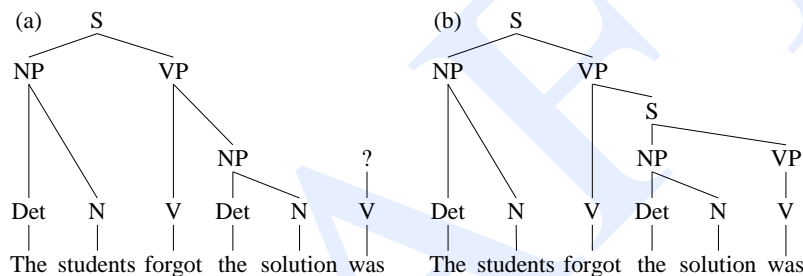 (a) S (b) S
NP VP NP VP
S
NP ? NP VP
Det N V Det N V Det N V Det N V
The students forgot the solution was The students forgot the solution was